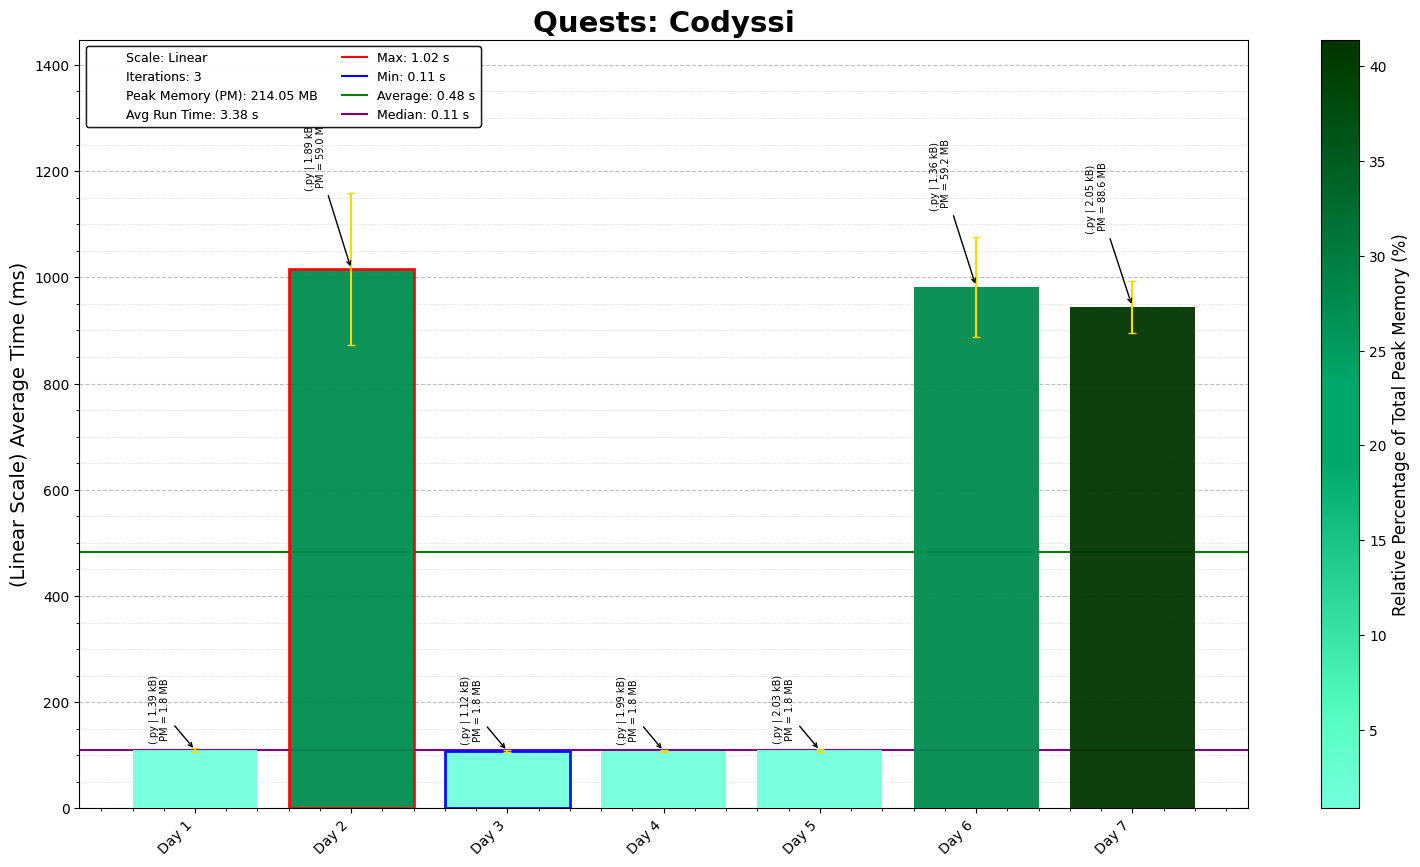 Quests: Codyssi
Scale: Linear
Iterations: 3
Peak Memory (PM): 214.05 MB
Avg Run Time: 3.38 s
Max: 1.02 s
Min: 0.11 s
Average: 0.48 s
Median: 0.11 s
(Linear Scale) Average Time (ms)
1400
1200
1000
800
600
400
200
0
(.py | 1.39 kB)
PM = 1.8 MB
(.py | 1.89 kB
PM = 59.0 M
(.py | 1.12 kB)
PM = 1.8 MB
(.py | 1.99 kB)
PM = 1.8 MB
(.py | 2.03 kB)
PM = 1.8 MB
(.py | 1.36 kB)
PM = 59.2 MB
(.py | 2.05 kB)
PM = 88.6 MB
Day 1
Day 2
Day 3
Day 4
Day 5
Day 6
Day 7
40
35
30
25
20
15
10
5
Relative Percentage of Total Peak Memory (%)